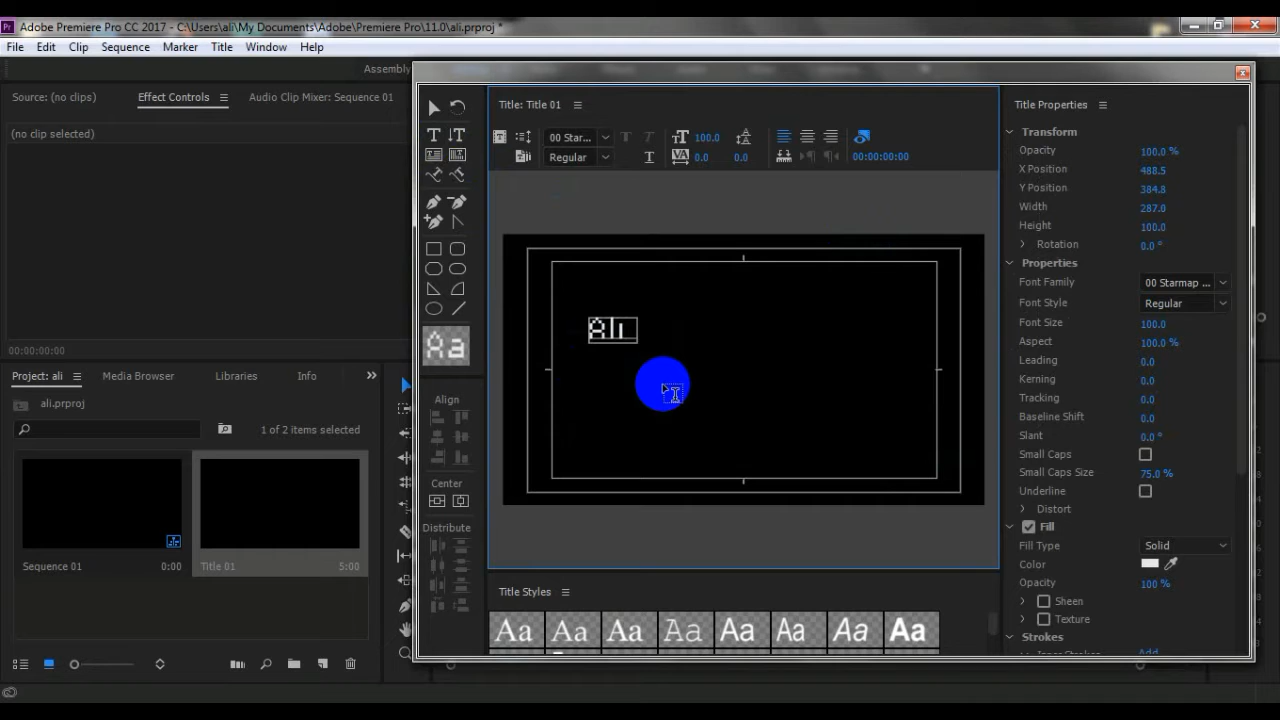 Adobe Premiere Pro CC 2017 - C:\Users\ali\My Documents\Adobe\Premiere Pro\11.0\ali.prproj *
File Edit Clip Sequence Marker Title Window Help
Assembly
Source: (no clips) Effect Controls Audio Clip Mixer: Sequence 01
(no clip selected)
00:00:00:00
Project: ali Media Browser Libraries Info
ali.prproj
1 of 2 items selected
Sequence 01 0:00 Title 01 5:00
Title: Title 01
00 Star... 100.0
Regular 0.0 0.0 00:00:00:00
Ali
Aa
Align
Center
Distribute
Title Styles
Aa Aa Aa Aa Aa Aa Aa Aa
Title Properties
Transform
Opacity 100.0 %
X Position 488.5
Y Position 384.8
Width 287.0
Height 100.0
Rotation 0.0 °
Properties
Font Family 00 Starmap ...
Font Style Regular
Font Size 100.0
Aspect 100.0 %
Leading 0.0
Kerning 0.0
Tracking 0.0
Baseline Shift 0.0
Slant 0.0 °
Small Caps
Small Caps Size 75.0 %
Underline
Distort
Fill
Fill Type Solid
Color
Opacity 100 %
Sheen
Texture
Strokes
Inner Strokes Add